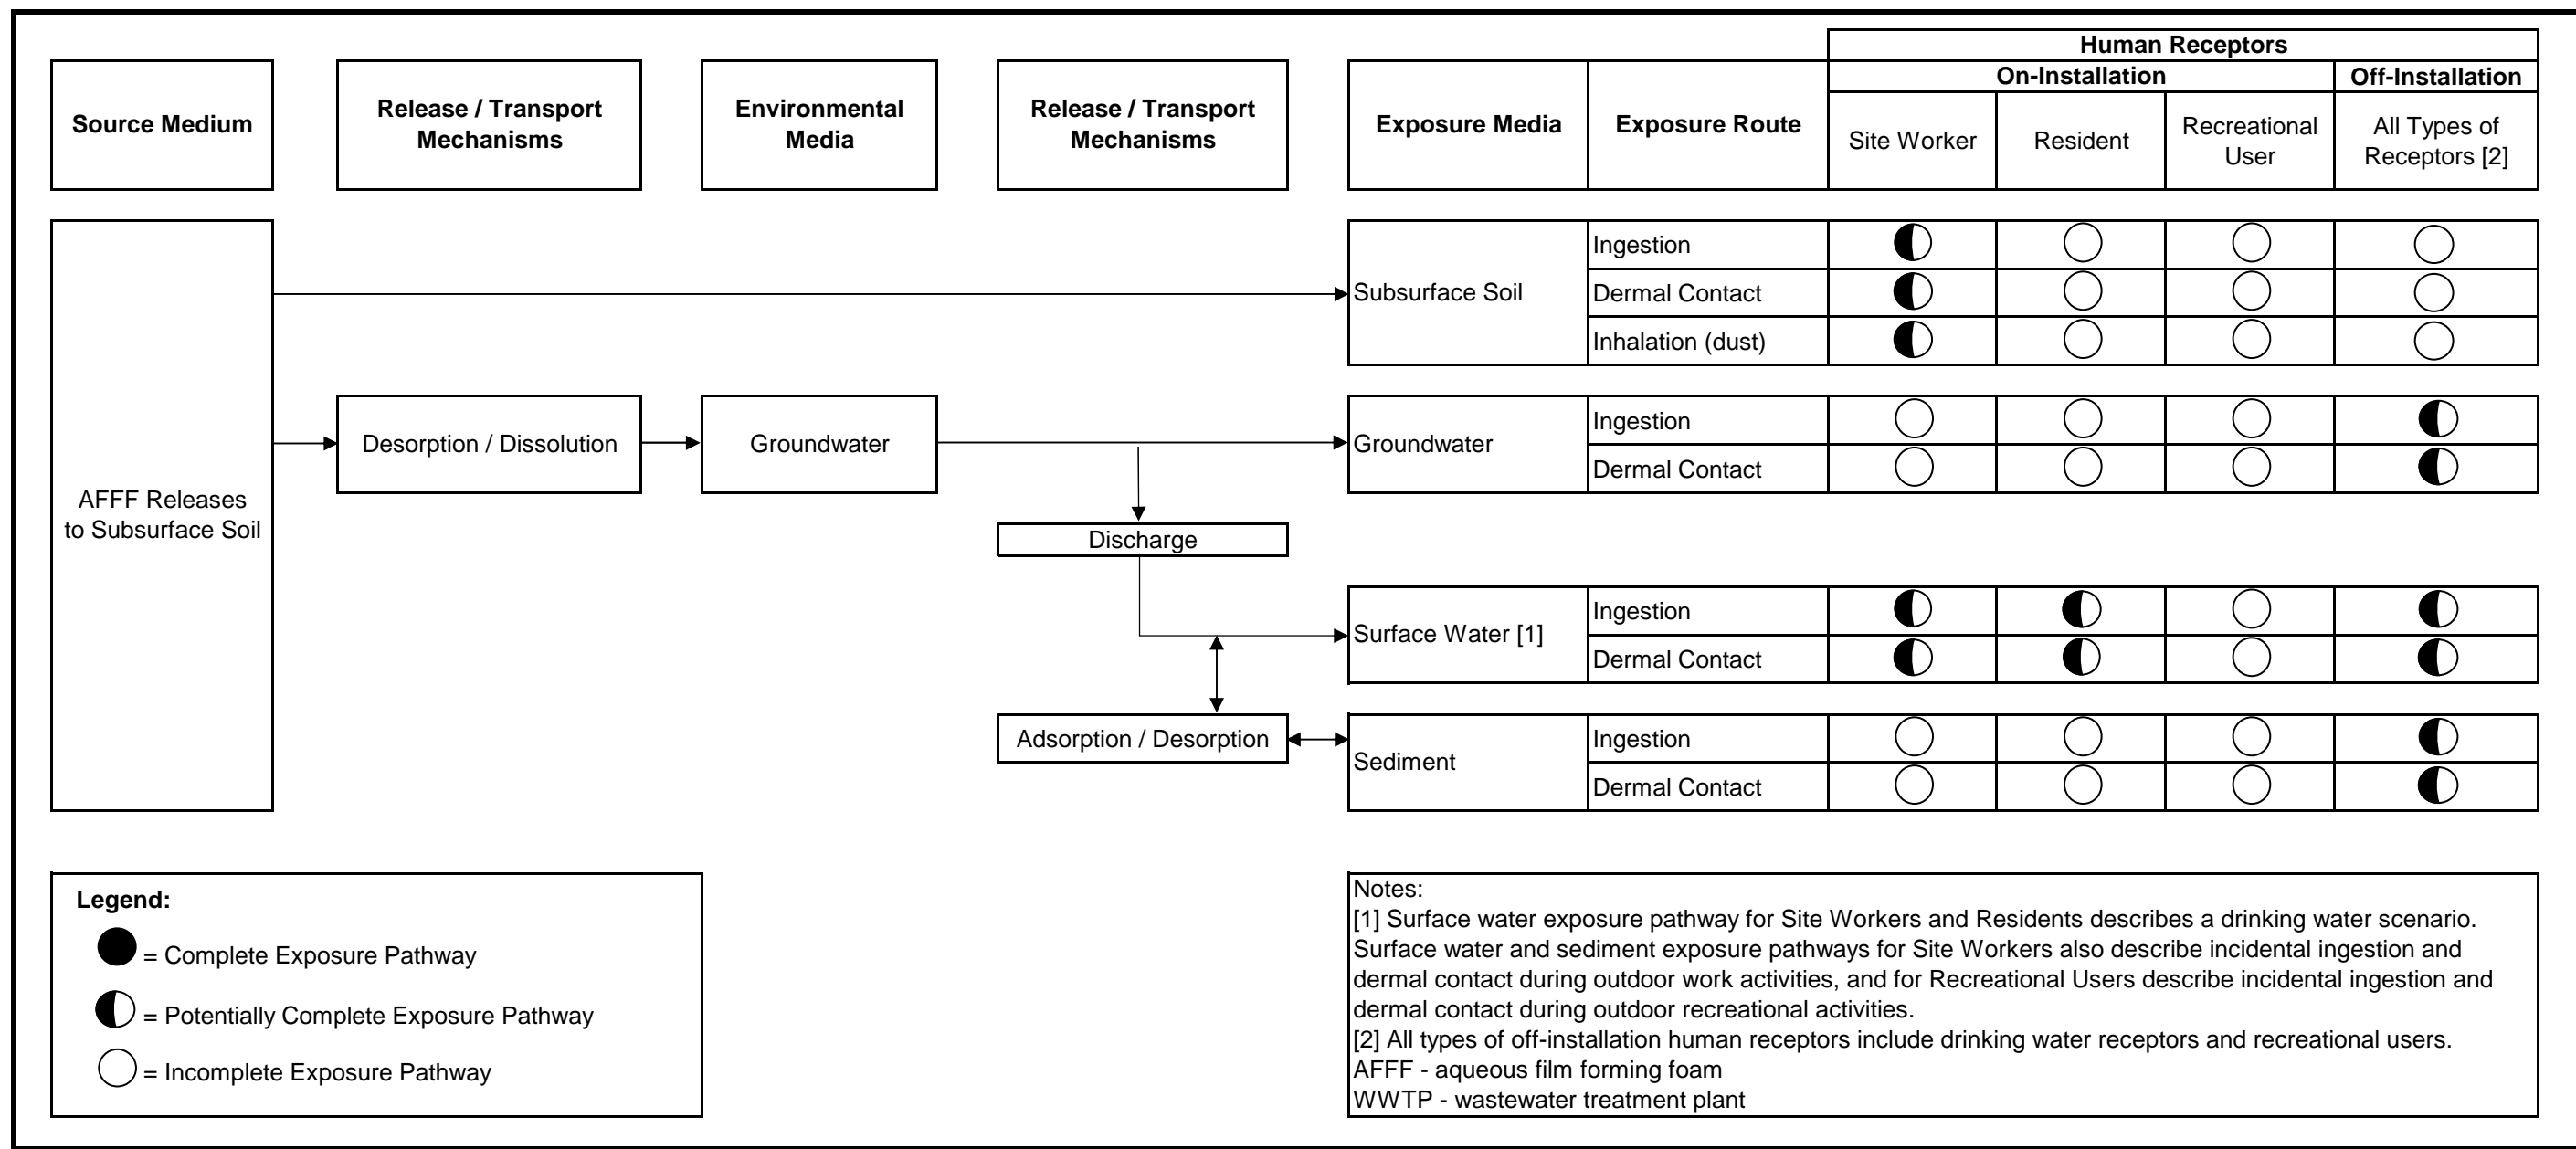 Human Receptors
On-Installation
Off-Installation
Source Medium
Release / Transport
Mechanisms
Environmental
Media
Release / Transport
Mechanisms
Exposure Media
Exposure Route
Site Worker
Resident
Recreational
User
All Types of
Receptors [2]
AFFF Releases
to Subsurface Soil
Subsurface Soil
Ingestion
Dermal Contact
Inhalation (dust)
Desorption / Dissolution
Groundwater
Groundwater
Ingestion
Dermal Contact
Discharge
Surface Water [1]
Ingestion
Dermal Contact
Adsorption / Desorption
Sediment
Ingestion
Dermal Contact
Legend:
= Complete Exposure Pathway
= Potentially Complete Exposure Pathway
= Incomplete Exposure Pathway
Notes:
[1] Surface water exposure pathway for Site Workers and Residents describes a drinking water scenario.
Surface water and sediment exposure pathways for Site Workers also describe incidental ingestion and
dermal contact during outdoor work activities, and for Recreational Users describe incidental ingestion and
dermal contact during outdoor recreational activities.
[2] All types of off-installation human receptors include drinking water receptors and recreational users.
AFFF - aqueous film forming foam
WWTP - wastewater treatment plant